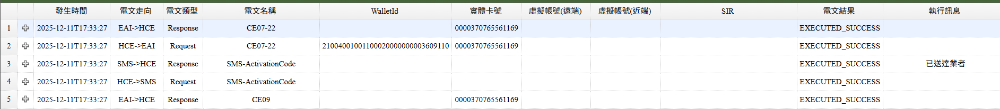 發生時間 電文走向 電文類型 電文名稱 WalletId 實體卡號 虛擬帳號(遠端) 虛擬帳號(近端) SIR 電文結果 執行訊息
1 2025-12-11T17:33:27 EAI->HCE Response CE07-22 0000370765561169 EXECUTED_SUCCESS
2 2025-12-11T17:33:27 HCE->EAI Request CE07-22 21004001001100020000000003609110 0000370765561169 EXECUTED_SUCCESS
3 2025-12-11T17:33:27 SMS->HCE Response SMS-ActivationCode EXECUTED_SUCCESS 已送達業者
4 2025-12-11T17:33:27 HCE->SMS Request SMS-ActivationCode EXECUTED_SUCCESS
5 2025-12-11T17:33:27 EAI->HCE Response CE09 0000370765561169 EXECUTED_SUCCESS